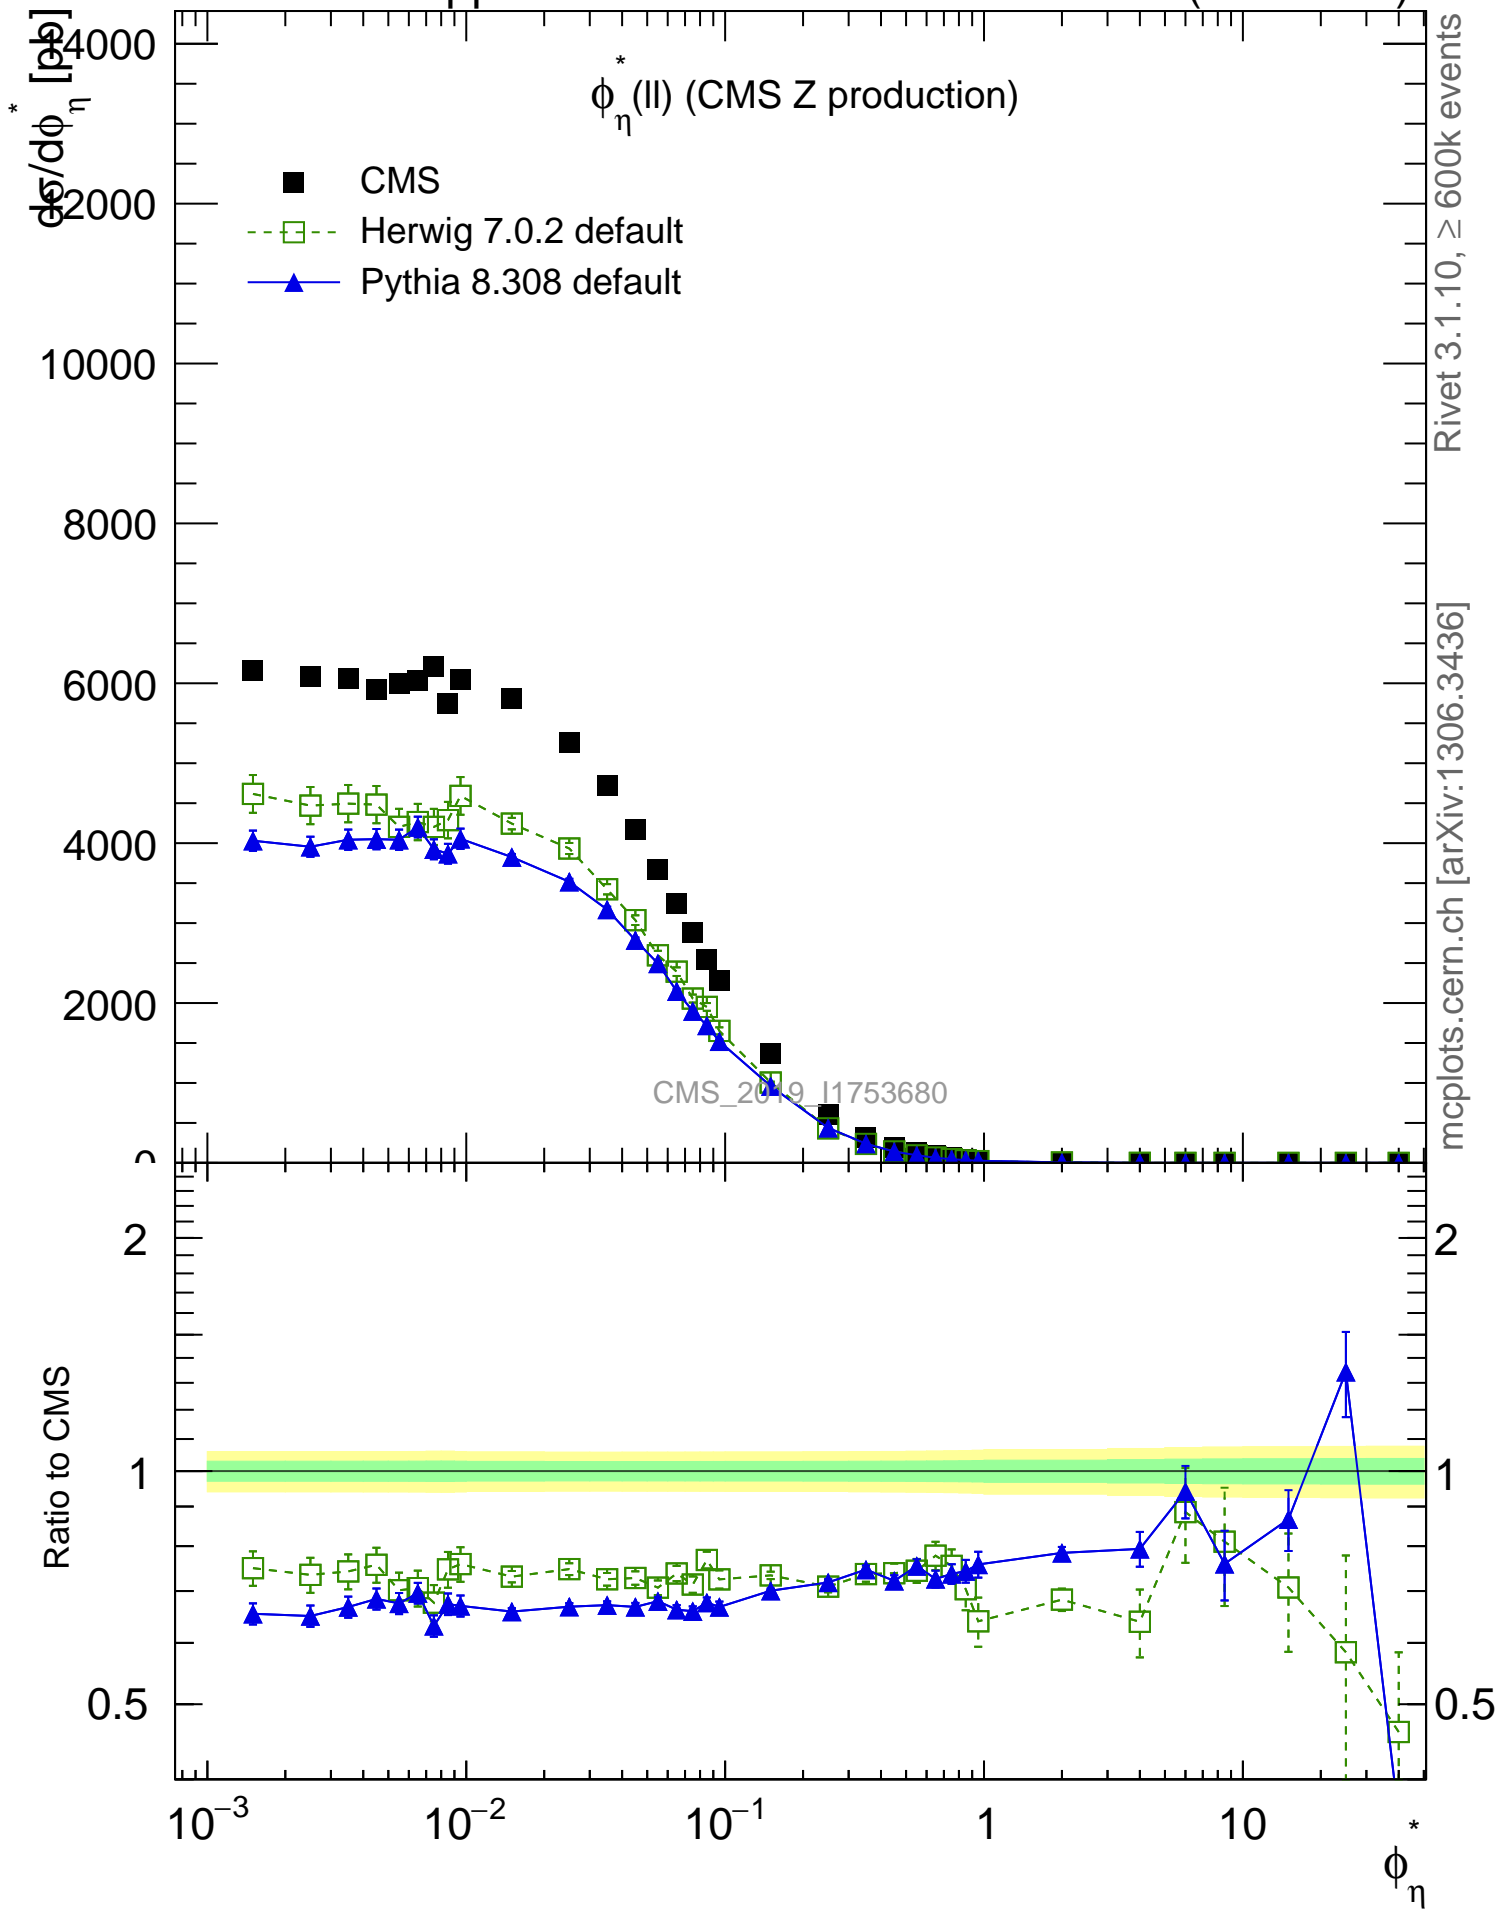 dσ/dφ*η [pb]
φ*η(ll) (CMS Z production)
CMS
Herwig 7.0.2 default
Pythia 8.308 default
14000
12000
10000
8000
6000
4000
2000
0
CMS_2019_I1753680
Rivet 3.1.10, ≥ 600k events
mcplots.cern.ch [arXiv:1306.3436]
Ratio to CMS
2
1
0.5
2
1
0.5
10⁻³ 10⁻² 10⁻¹ 1 10
φ*η